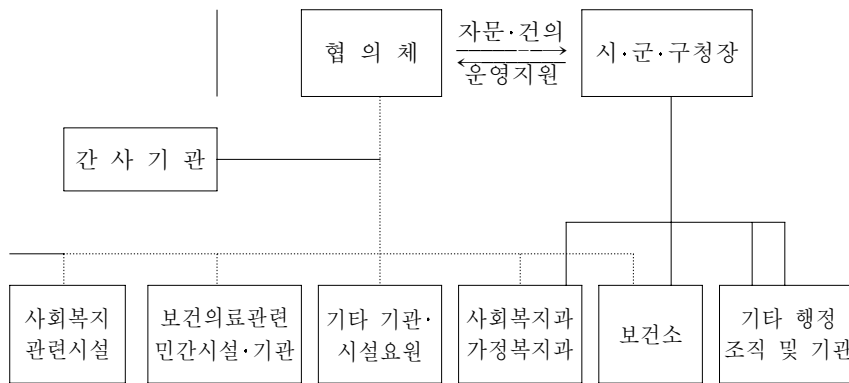 협 의 체
자문·건의
운영지원
시·군·구청장
간 사 기 관
사회복지
관련시설
보건의료관련
민간시설·기관
기타 기관·
시설요원
사회복지과
가정복지과
보건소
기타 행정
조직 및 기관